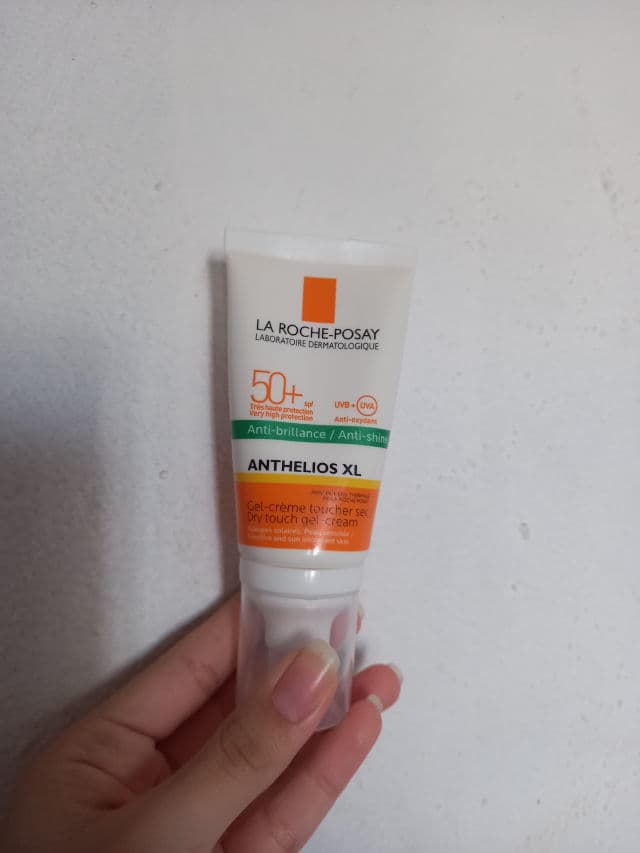 LA ROCHE-POSAY
LABORATOIRE DERMATOLOGIQUE
50+ spf
Très haute protection
Very high protection
UVB + UVA
Anti-oxydant
Anti-brillance / Anti-shine
ANTHELIOS XL
Gel-crème toucher sec
Dry touch gel-cream